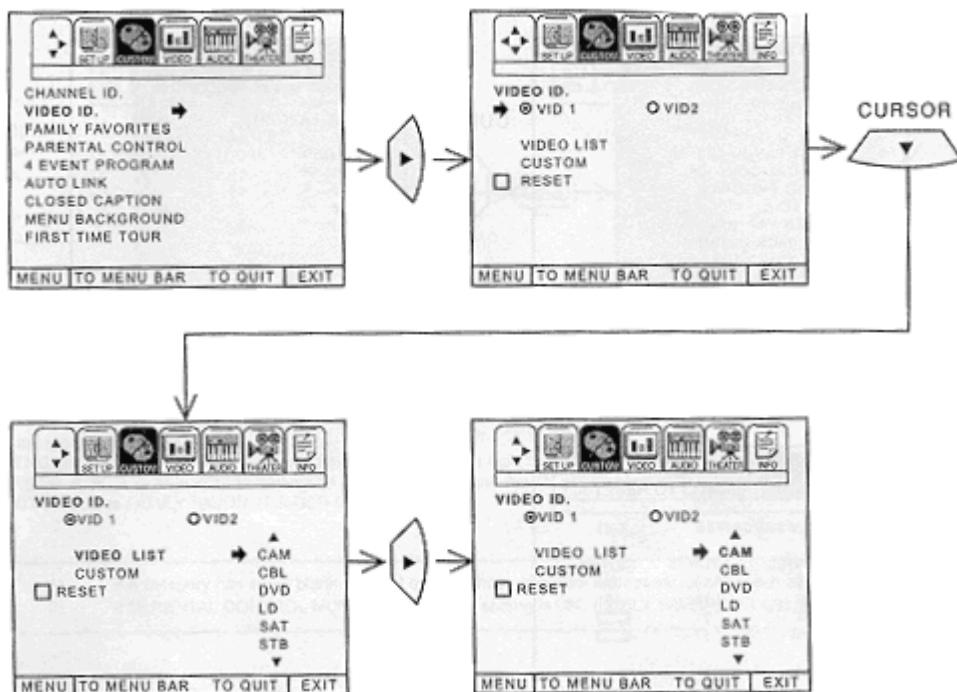 SET UP CUSTOM VIDEO AUDIO THEATER INFO
CHANNEL ID.
VIDEO ID.
FAMILY FAVORITES
PARENTAL CONTROL
4 EVENT PROGRAM
AUTO LINK
CLOSED CAPTION
MENU BACKGROUND
FIRST TIME TOUR
MENU TO MENU BAR TO QUIT EXIT
SET UP CUSTOM VIDEO AUDIO THEATER INFO
VIDEO ID.
VID 1 VID2
VIDEO LIST
CUSTOM
RESET
MENU TO MENU BAR TO QUIT EXIT
CURSOR
SET UP CUSTOM VIDEO AUDIO THEATER INFO
VIDEO ID.
VID 1 VID2
VIDEO LIST CAM
CUSTOM CBL
RESET DVD
LD
SAT
STB
MENU TO MENU BAR TO QUIT EXIT
SET UP CUSTOM VIDEO AUDIO THEATER INFO
VIDEO ID.
VID 1 VID2
VIDEO LIST CAM
CUSTOM CBL
RESET DVD
LD
SAT
STB
MENU TO MENU BAR TO QUIT EXIT